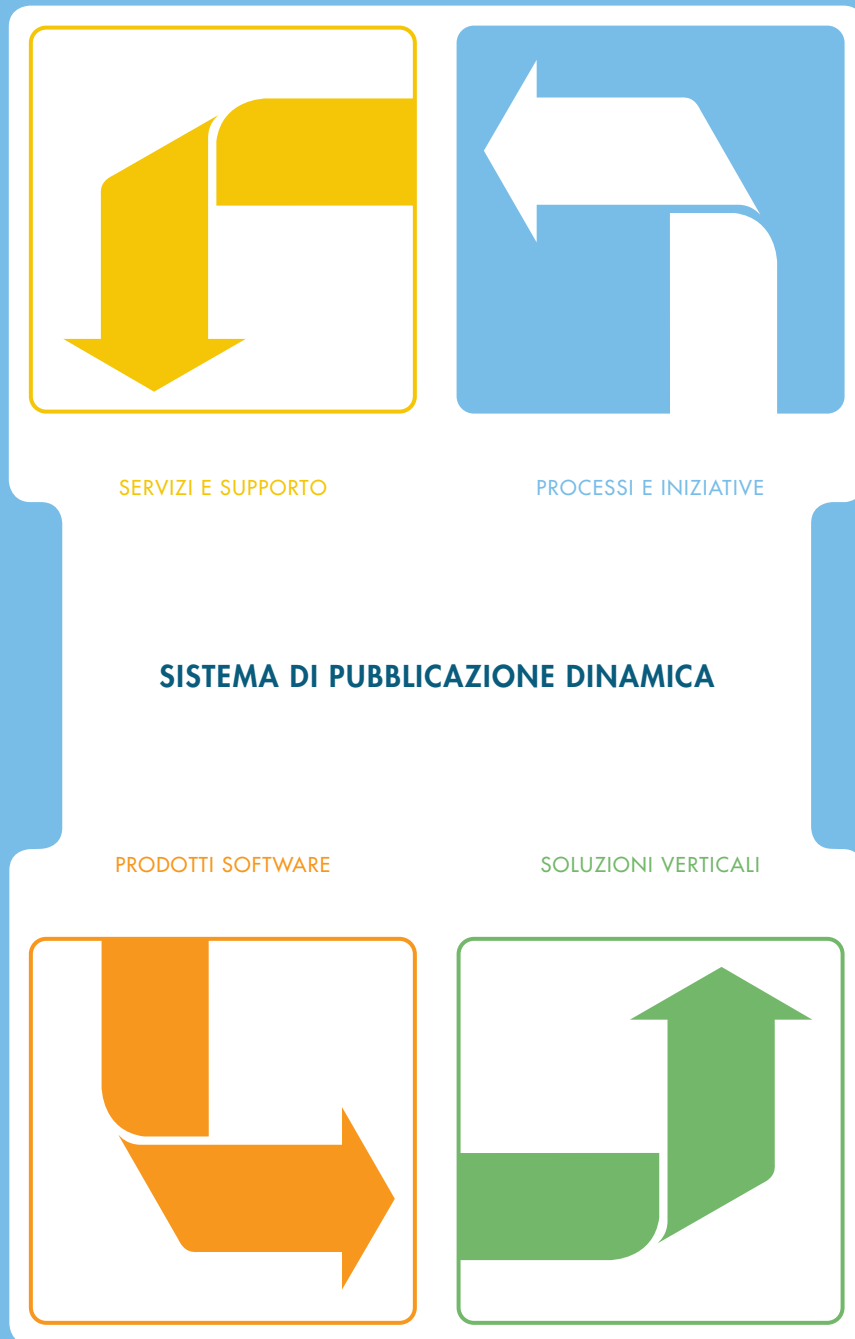 SERVIZI E SUPPORTO
PROCESSI E INIZIATIVE
SISTEMA DI PUBBLICAZIONE DINAMICA
PRODOTTI SOFTWARE
SOLUZIONI VERTICALI